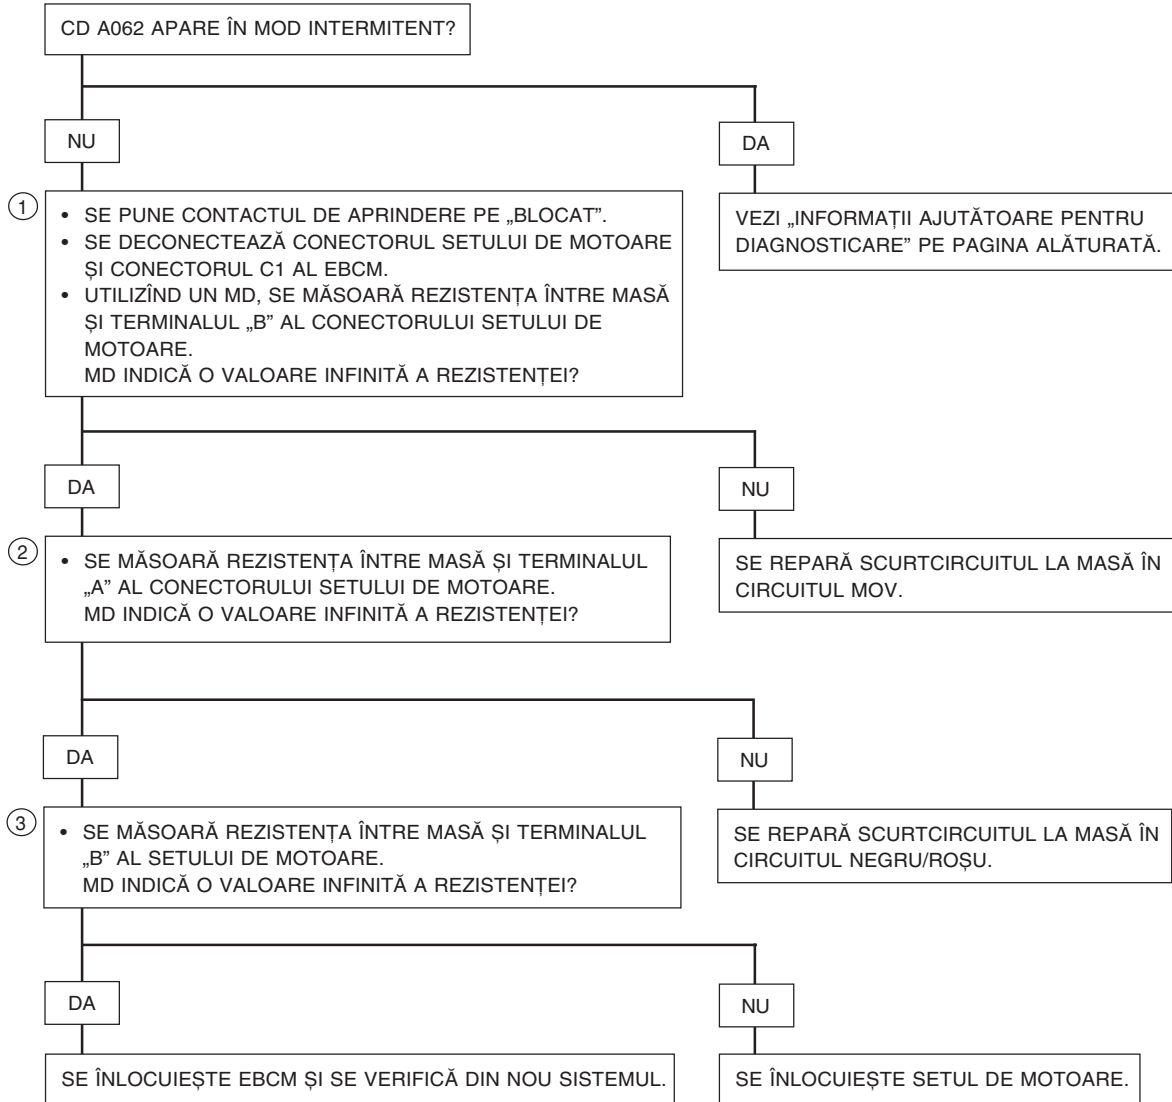 CD A062 APARE ÎN MOD INTERMITENT?
NU
DA
1
• SE PUNE CONTACTUL DE APRINDERE PE „BLOCAT”.
• SE DECONECTEAZĂ CONECTORUL SETULUI DE MOTOARE
ȘI CONECTORUL C1 AL EBCM.
• UTILIZÎND UN MD, SE MĂSOARĂ REZISTENȚA ÎNTRE MASĂ
ȘI TERMINALUL „B” AL CONECTORULUI SETULUI DE
MOTOARE.
MD INDICĂ O VALOARE INFINITĂ A REZISTENȚEI?
VEZI „INFORMAȚII AJUTĂTOARE PENTRU
DIAGNOSTICARE” PE PAGINA ALĂTURATĂ.
DA
NU
2
• SE MĂSOARĂ REZISTENȚA ÎNTRE MASĂ ȘI TERMINALUL
„A” AL CONECTORULUI SETULUI DE MOTOARE.
MD INDICĂ O VALOARE INFINITĂ A REZISTENȚEI?
SE REPARĂ SCURTCIRCUITUL LA MASĂ ÎN
CIRCUITUL MOV.
DA
NU
3
• SE MĂSOARĂ REZISTENȚA ÎNTRE MASĂ ȘI TERMINALUL
„B” AL SETULUI DE MOTOARE.
MD INDICĂ O VALOARE INFINITĂ A REZISTENȚEI?
SE REPARĂ SCURTCIRCUITUL LA MASĂ ÎN
CIRCUITUL NEGRU/ROȘU.
DA
NU
SE ÎNLOCUIEȘTE EBCM ȘI SE VERIFICĂ DIN NOU SISTEMUL.
SE ÎNLOCUIEȘTE SETUL DE MOTOARE.